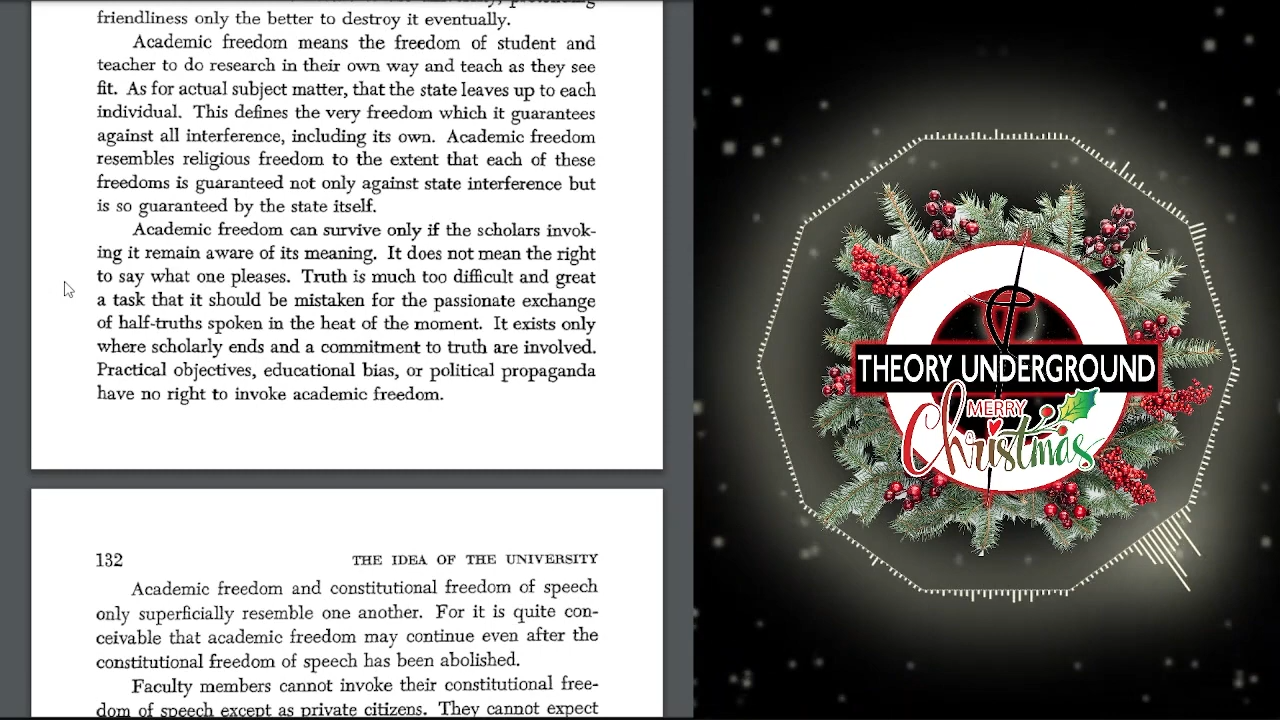 friendliness only the better to destroy it eventually.
Academic freedom means the freedom of student and
teacher to do research in their own way and teach as they see
fit. As for actual subject matter, that the state leaves up to each
individual. This defines the very freedom which it guarantees
against all interference, including its own. Academic freedom
resembles religious freedom to the extent that each of these
freedoms is guaranteed not only against state interference but
is so guaranteed by the state itself.
Academic freedom can survive only if the scholars invok-
ing it remain aware of its meaning. It does not mean the right
to say what one pleases. Truth is much too difficult and great
a task that it should be mistaken for the passionate exchange
of half-truths spoken in the heat of the moment. It exists only
where scholarly ends and a commitment to truth are involved.
Practical objectives, educational bias, or political propaganda
have no right to invoke academic freedom.
132 THE IDEA OF THE UNIVERSITY
Academic freedom and constitutional freedom of speech
only superficially resemble one another. For it is quite con-
ceivable that academic freedom may continue even after the
constitutional freedom of speech has been abolished.
Faculty members cannot invoke their constitutional free-
dom of speech except as private citizens. They cannot expect
THEORY UNDERGROUND
MERRY
Christmas